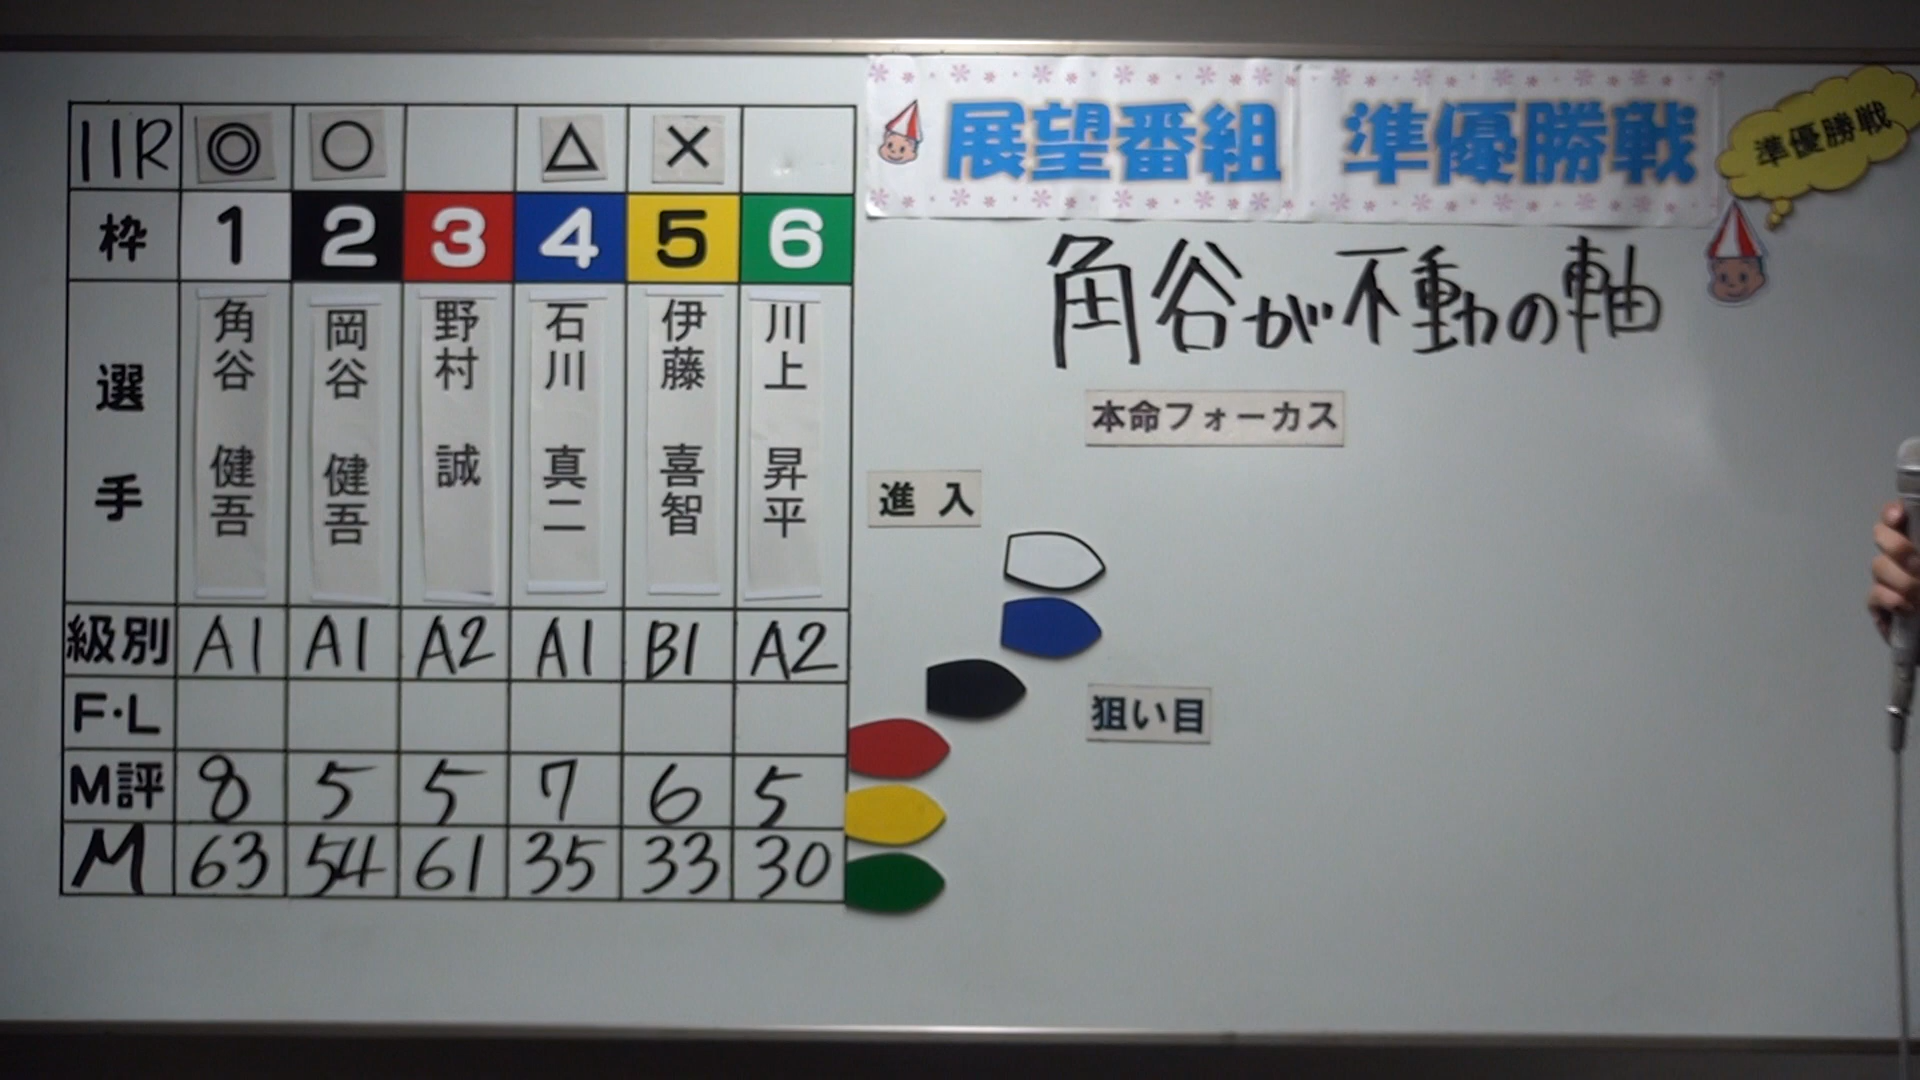 11R ◎ ○ △ ×
枠 1 2 3 4 5 6
選手 角谷 健吾 岡谷 健吾 野村 誠 石川 真二 伊藤 喜智 川上 昇平
級別 A1 A1 A2 A1 B1 A2
F·L
M評 8 5 5 7 6 5
M 63 54 61 35 33 30
展望番組 準優勝戦
準優勝戦
角谷が不動の軸
本命フォーカス
進入
狙い目